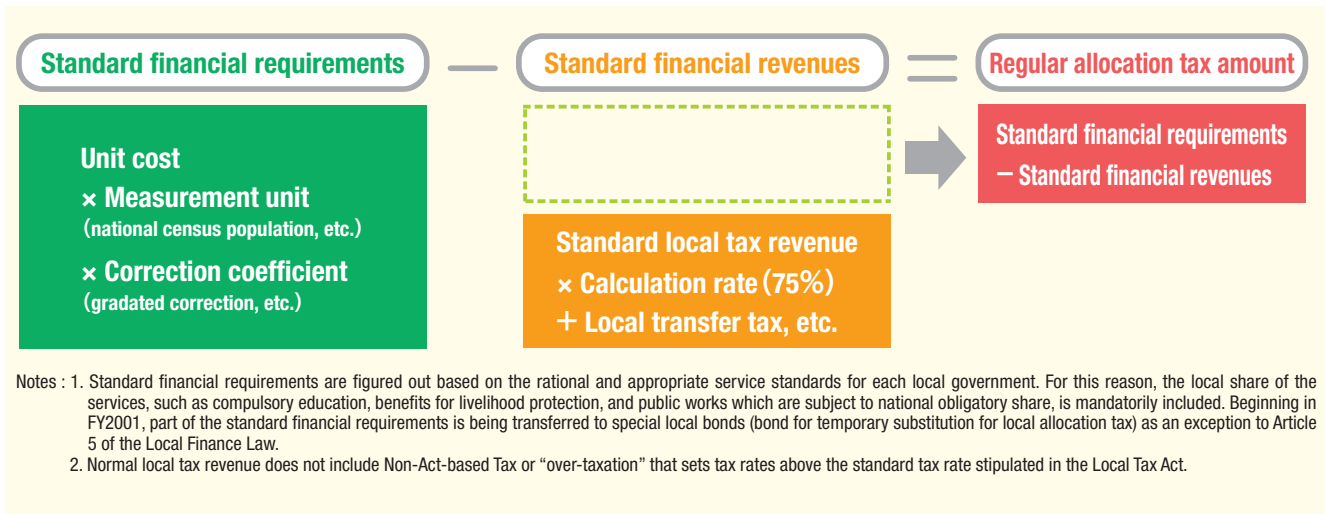 Standard financial requirements — Standard financial revenues = Regular allocation tax amount
Unit cost
× Measurement unit
(national census population, etc.)
× Correction coefficient
(gradated correction, etc.)
Standard local tax revenue
× Calculation rate (75%)
+ Local transfer tax, etc.
Standard financial requirements
− Standard financial revenues
Notes : 1. Standard financial requirements are figured out based on the rational and appropriate service standards for each local government. For this reason, the local share of the
services, such as compulsory education, benefits for livelihood protection, and public works which are subject to national obligatory share, is mandatorily included. Beginning in
FY2001, part of the standard financial requirements is being transferred to special local bonds (bond for temporary substitution for local allocation tax) as an exception to Article
5 of the Local Finance Law.
2. Normal local tax revenue does not include Non-Act-based Tax or “over-taxation” that sets tax rates above the standard tax rate stipulated in the Local Tax Act.